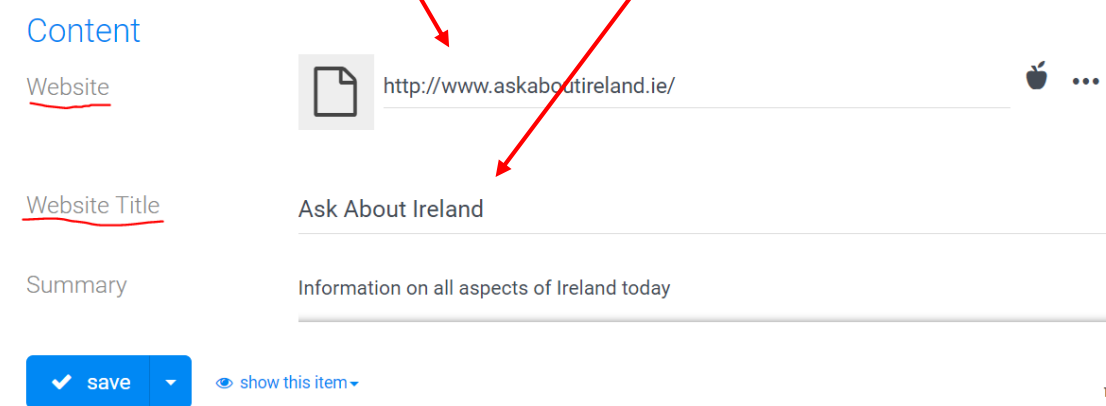 Content
Website
http://www.askaboutireland.ie/
Website Title
Ask About Ireland
Summary
Information on all aspects of Ireland today
save
show this item